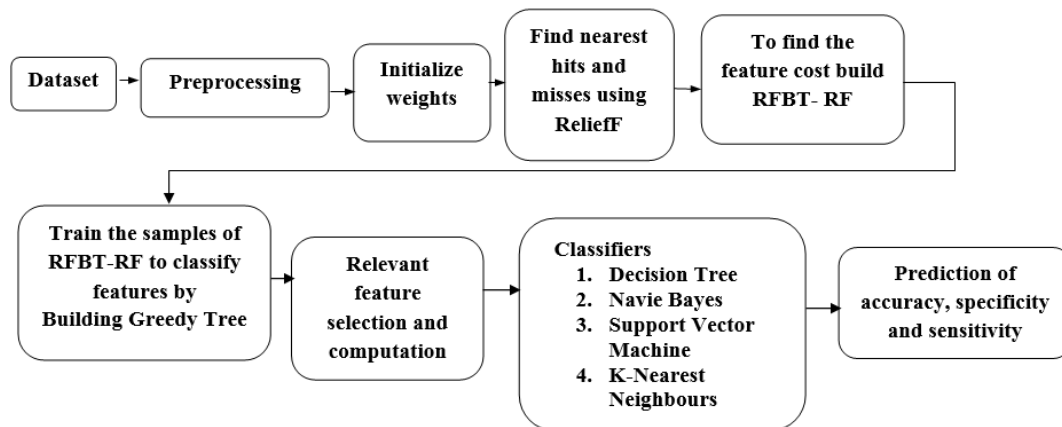 Dataset
Preprocessing
Initialize
weights
Find nearest
hits and
misses using
ReliefF
To find the
feature cost build
RFBT- RF
Train the samples of
RFBT-RF to classify
features by
Building Greedy Tree
Relevant
feature
selection and
computation
Classifiers
1. Decision Tree
2. Navie Bayes
3. Support Vector
Machine
4. K-Nearest
Neighbours
Prediction of
accuracy, specificity
and sensitivity